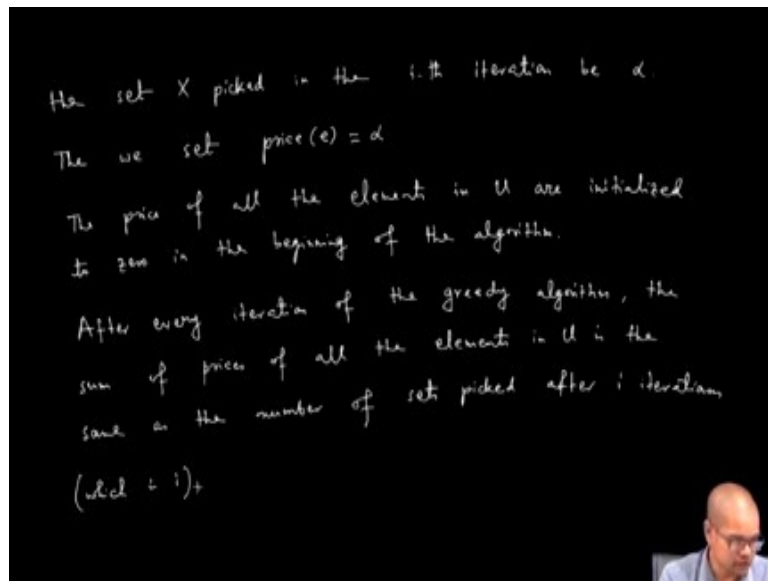 the set X picked in the i-th iteration be α.
The we set price(e) = α
The price of all the elements in U are initialized
to zero in the beginning of the algorithm.
After every iteration of the greedy algorithm, the
sum of prices of all the elements in U is the
same as the number of sets picked after i iterations
(which is i).